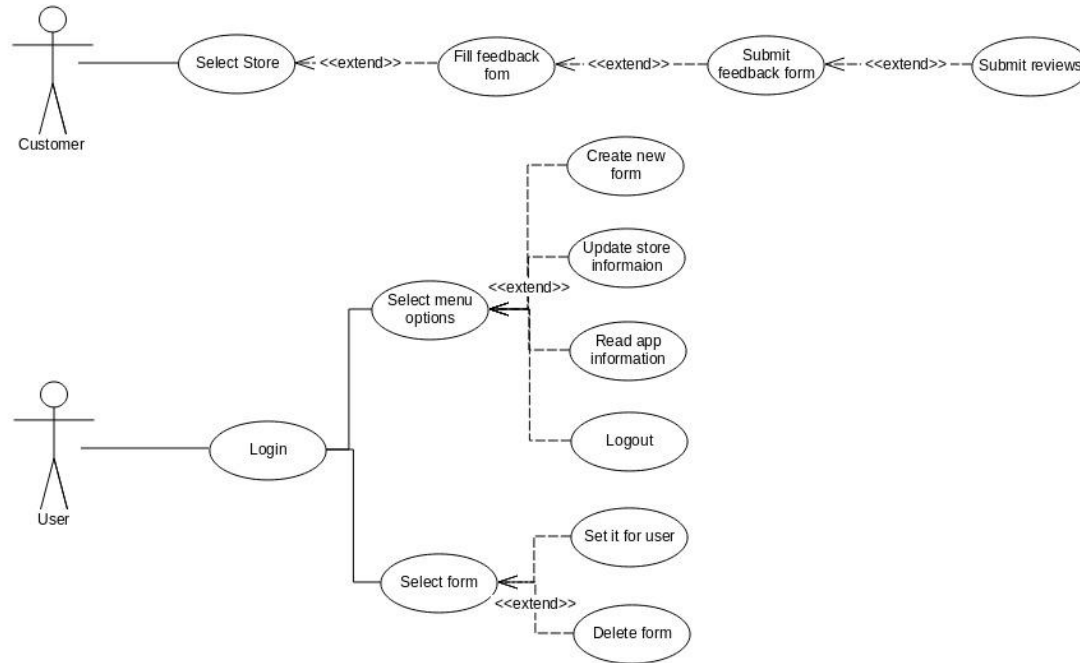 Select Store
<<extend>>
Fill feedback
fom
<<extend>>
Submit
feedback form
<<extend>>
Submit reviews
Customer
Create new
form
Update store
informaion
<<extend>>
Select menu
options
Read app
information
Logout
Login
User
Set it for user
Select form
<<extend>>
Delete form